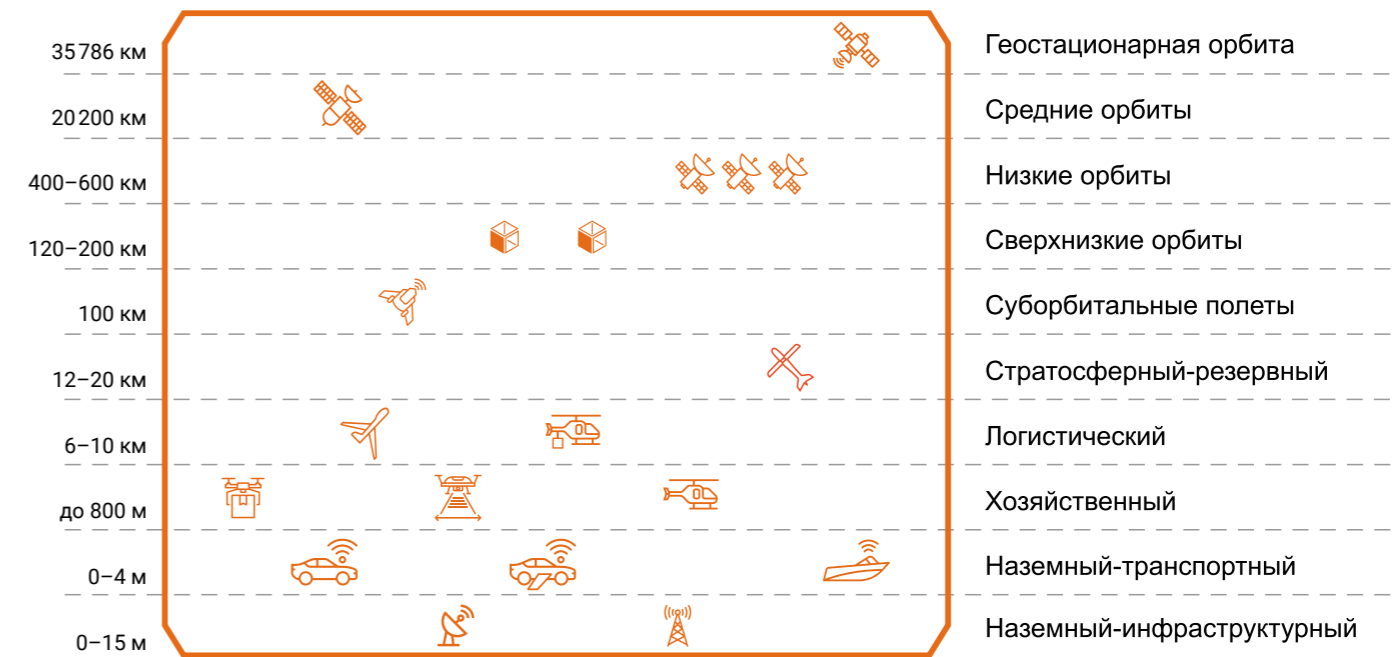 35 786 км Геостационарная орбита
20 200 км Средние орбиты
400–600 км Низкие орбиты
120–200 км Сверхнизкие орбиты
100 км Суборбитальные полеты
12–20 км Стратосферный-резервный
6–10 км Логистический
до 800 м Хозяйственный
0–4 м Наземный-транспортный
0–15 м Наземный-инфраструктурный